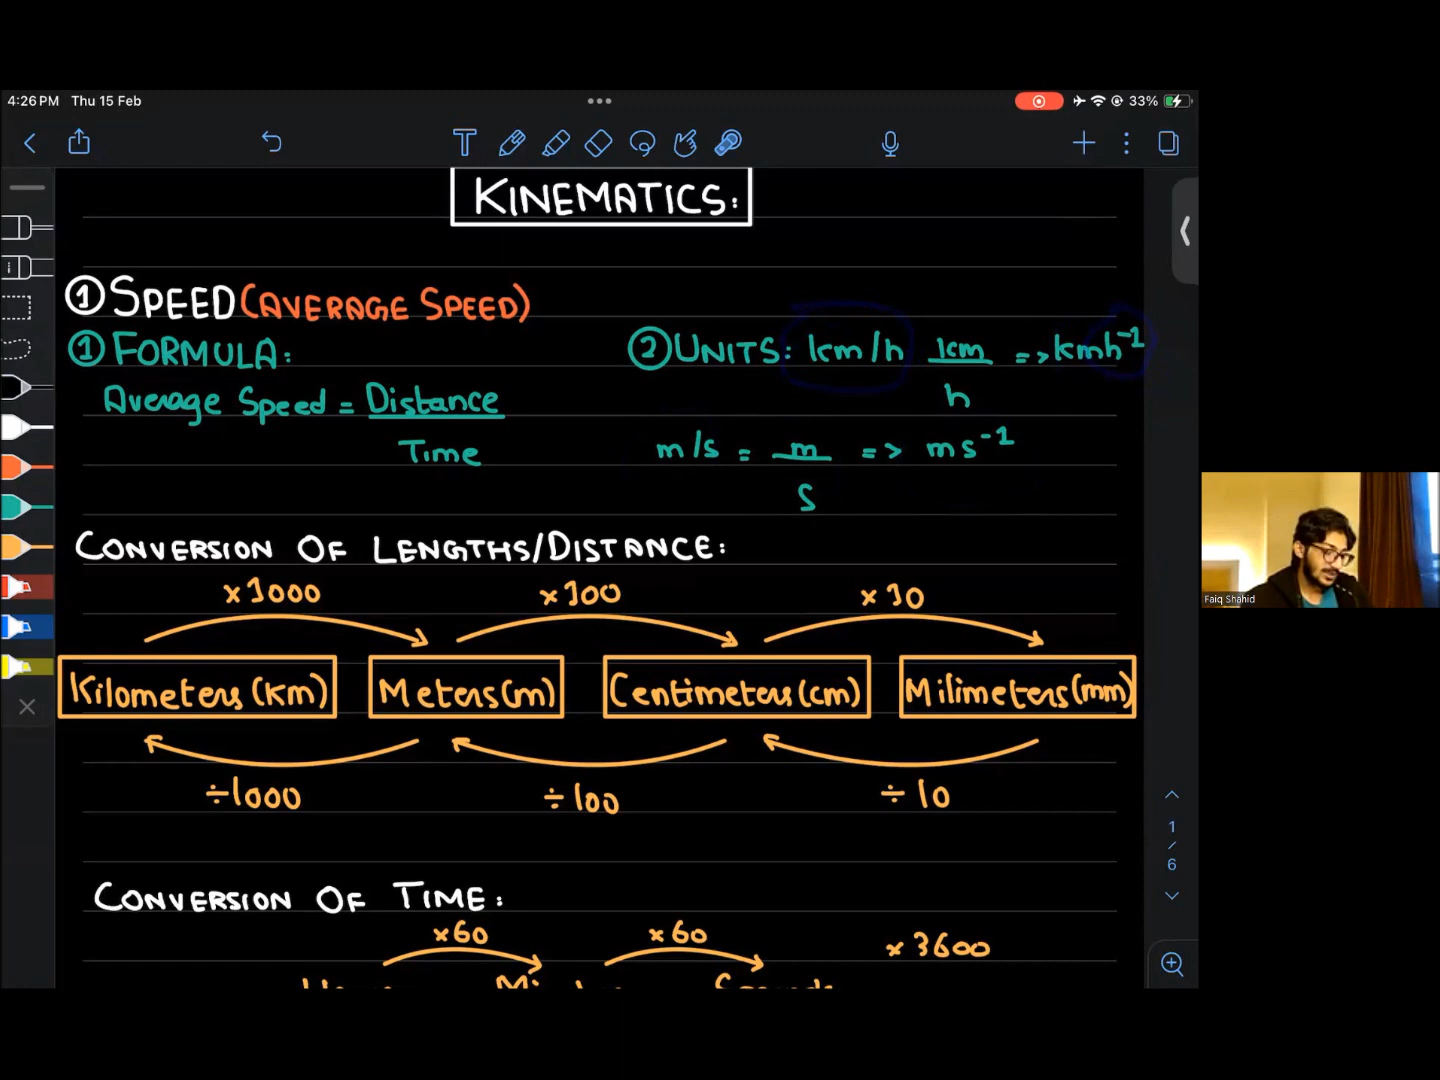 4:26 PM Thu 15 Feb
33%
KINEMATICS:
① SPEED (AVERAGE SPEED)
① FORMULA:
② UNITS: km/h km/h => kmh⁻¹
Average Speed = Distance
Time
m/s = m/s => ms⁻¹
CONVERSION OF LENGTHS/DISTANCE:
×1000 ×100 ×10
Kilometers (km) Meters (m) Centimeters (cm) Milimeters (mm)
÷1000 ÷100 ÷10
CONVERSION OF TIME:
×60 ×60 ×3600
1
/
6
Faiq Shahid